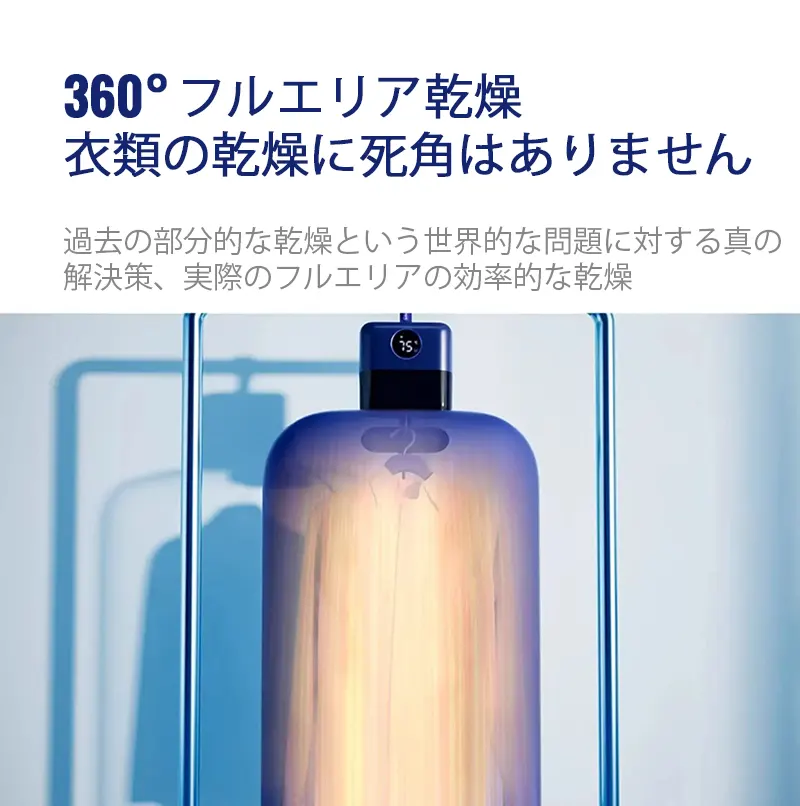 360° フルエリア乾燥
衣類の乾燥に死角はありません
過去の部分的な乾燥という世界的な問題に対する真の
解決策、実際のフルエリアの効率的な乾燥
75°